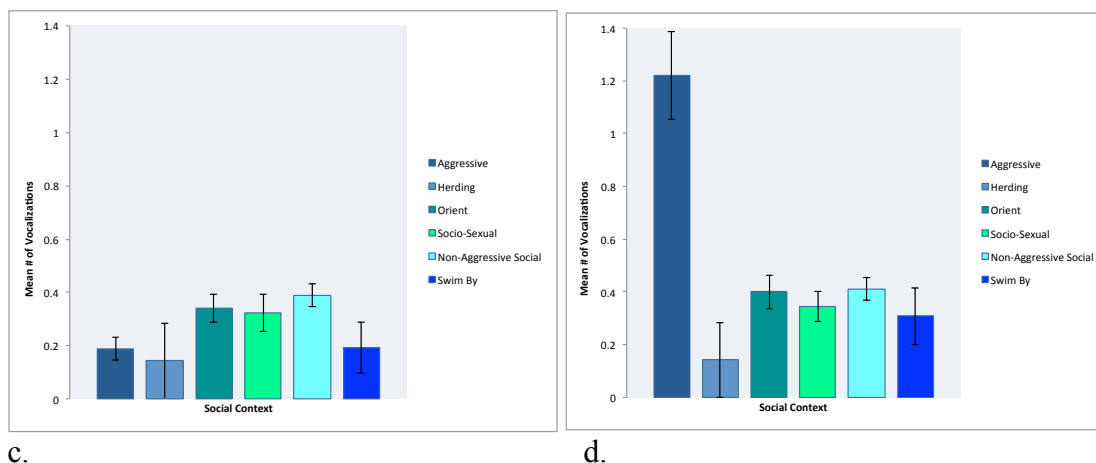 1.4
1.2
1
0.8
0.6
0.4
0.2
0
Mean # of Vocalizations
Social Context
Aggressive
Herding
Orient
Socio-Sexual
Non-Aggressive Social
Swim By
c.
1.4
1.2
1
0.8
0.6
0.4
0.2
0
Mean # of Vocalizations
Social Context
Aggressive
Herding
Orient
Socio-Sexual
Non-Aggressive Social
Swim By
d.